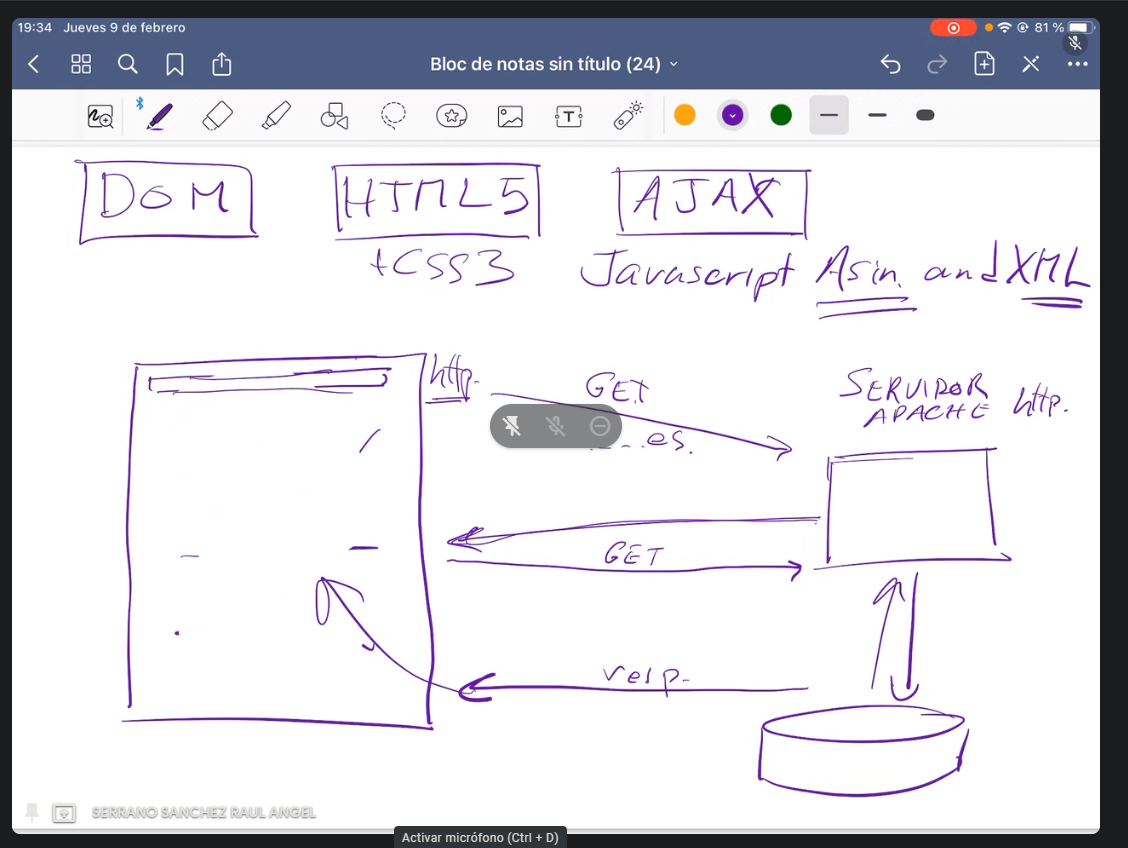 19:34 Jueves 9 de febrero
81 %
Bloc de notas sin título (24)
T
DOM
HTML5
AJAX
+CSS3
Javascript Asin. and XML
http.
GET
SERVIDOR
APACHE http.
es.
GET
resp.
SERRANO SANCHEZ RAUL ANGEL
Activar micrófono (Ctrl + D)